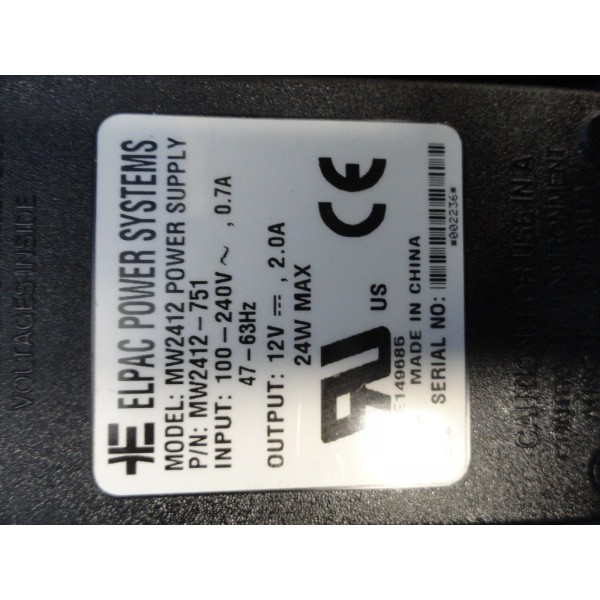 VOLTAGES INSIDE
ELPAC POWER SYSTEMS
MODEL: MW2412 POWER SUPPLY
P/N: MW2412-751
INPUT: 100-240V~, 0.7A
47-63Hz
OUTPUT: 12V⎓, 2.0A
24W MAX
CE
US
E149685
MADE IN CHINA
SERIAL NO:
*002236*
CAUTION: FOR USE IN A